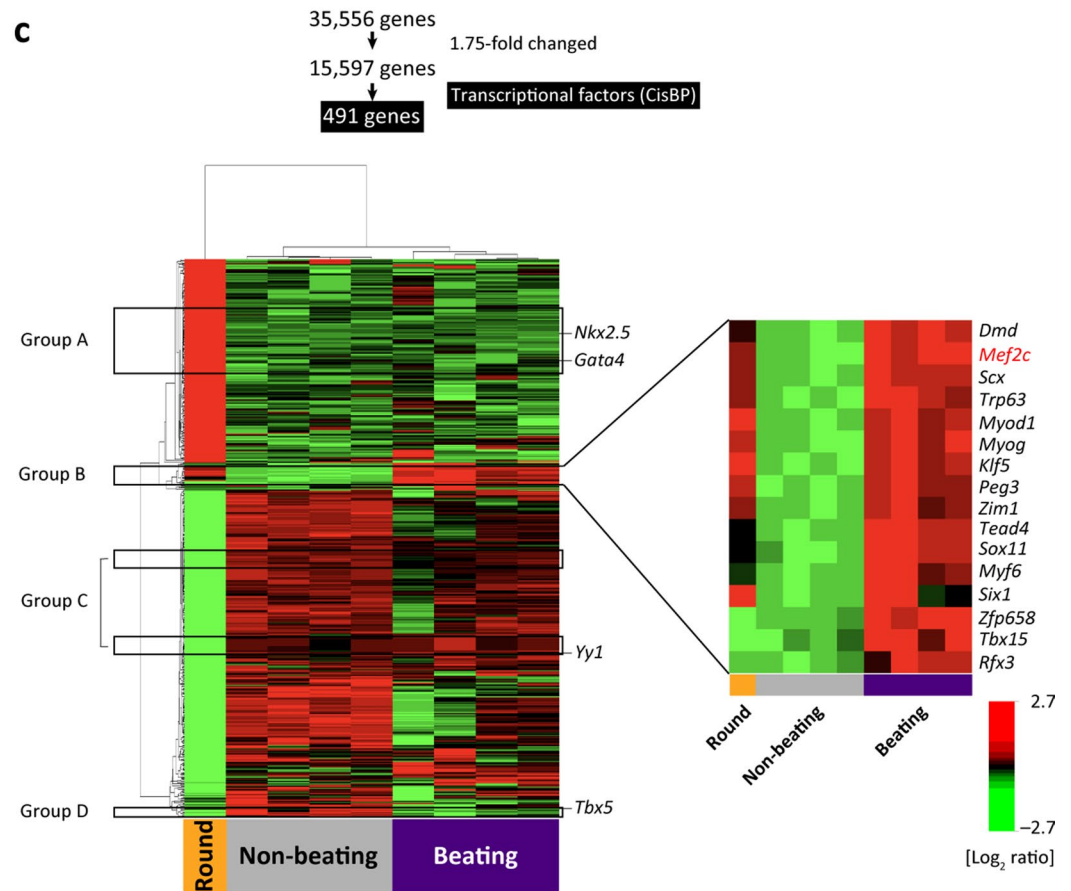 c
35,556 genes
1.75-fold changed
15,597 genes
Transcriptional factors (CisBP)
491 genes
Group A
Nkx2.5
Gata4
Group B
Group C
Yy1
Group D
Tbx5
Round
Non-beating
Beating
Dmd
Mef2c
Scx
Trp63
Myod1
Myog
Klf5
Peg3
Zim1
Tead4
Sox11
Myf6
Six1
Zfp658
Tbx15
Rfx3
Round
Non-beating
Beating
2.7
–2.7
[Log2 ratio]